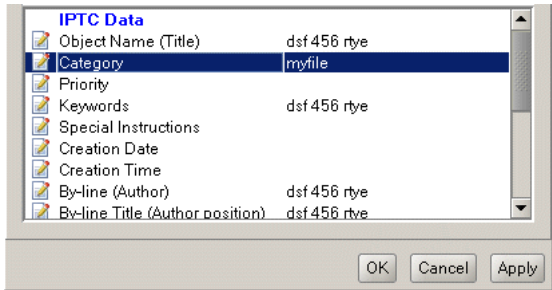 IPTC Data
Object Name (Title) dsf 456 rtye
Category myfile
Priority
Keywords dsf 456 rtye
Special Instructions
Creation Date
Creation Time
By-line (Author) dsf 456 rtye
By-line Title (Author position) dsf 456 rtye
OK Cancel Apply